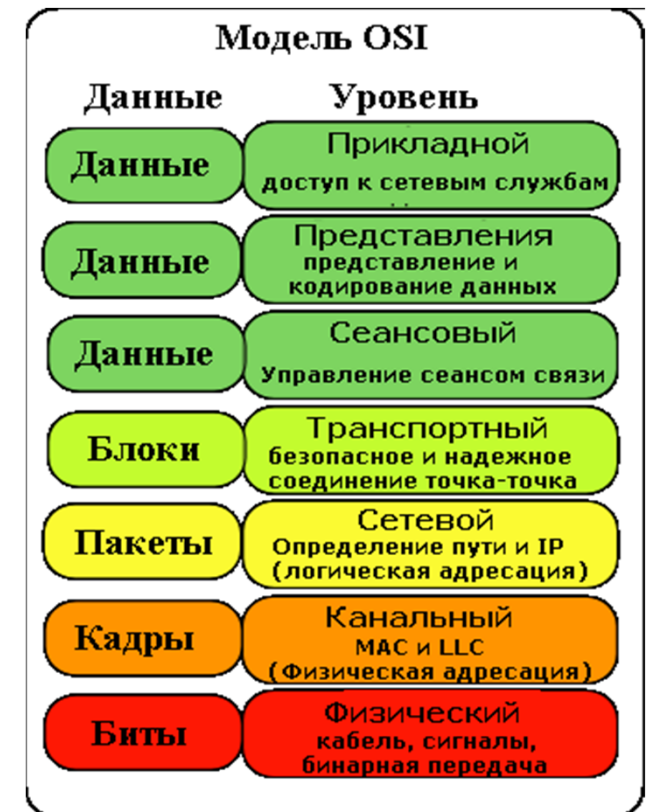 Модель OSI
Данные Уровень
Данные
Прикладной
доступ к сетевым службам
Данные
Представления
представление и
кодирование данных
Данные
Сеансовый
Управление сеансом связи
Блоки
Транспортный
безопасное и надежное
соединение точка-точка
Пакеты
Сетевой
Определение пути и IP
(логическая адресация)
Кадры
Канальный
MAC и LLC
(Физическая адресация)
Биты
Физический
кабель, сигналы,
бинарная передача